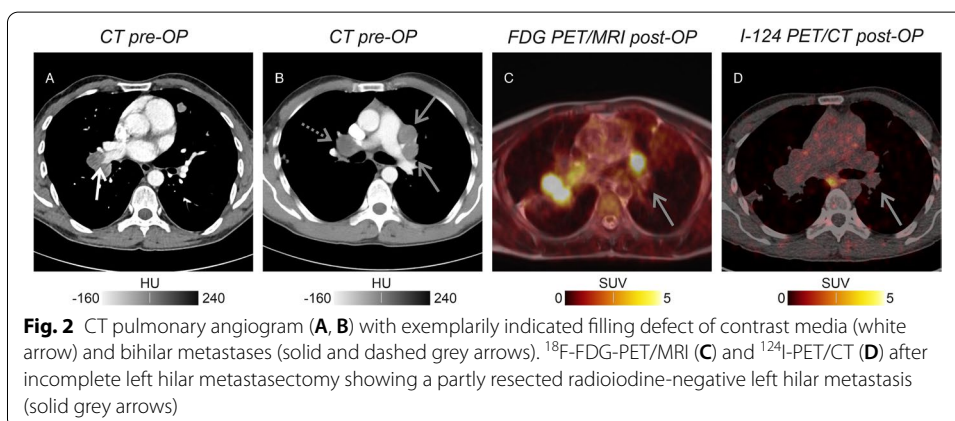 CT pre-OP
CT pre-OP
FDG PET/MRI post-OP
I-124 PET/CT post-OP
A
B
C
D
HU
HU
SUV
SUV
-160 240
-160 240
0 5
0 5
Fig. 2 CT pulmonary angiogram (A, B) with exemplarily indicated filling defect of contrast media (white
arrow) and bihilar metastases (solid and dashed grey arrows). ¹⁸F-FDG-PET/MRI (C) and ¹²⁴I-PET/CT (D) after
incomplete left hilar metastasectomy showing a partly resected radioiodine-negative left hilar metastasis
(solid grey arrows)